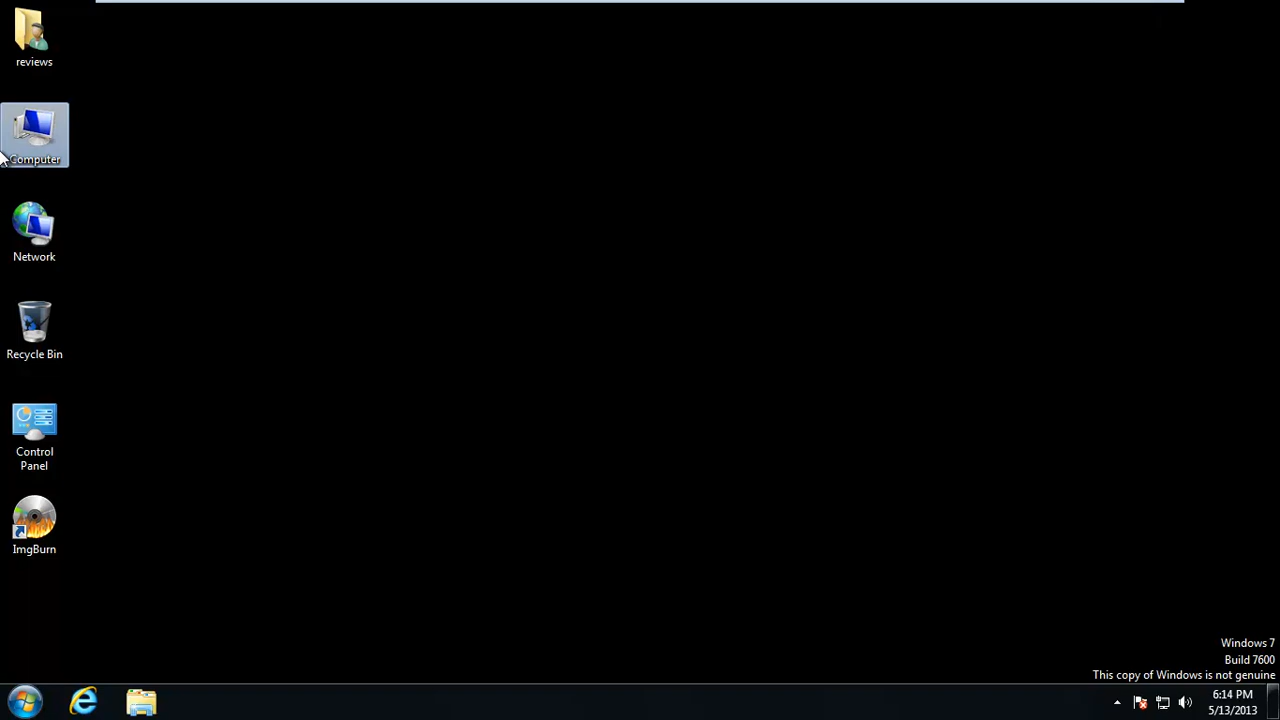 reviews
Computer
Network
Recycle Bin
Control
Panel
ImgBurn
Windows 7
Build 7600
This copy of Windows is not genuine
6:14 PM
5/13/2013